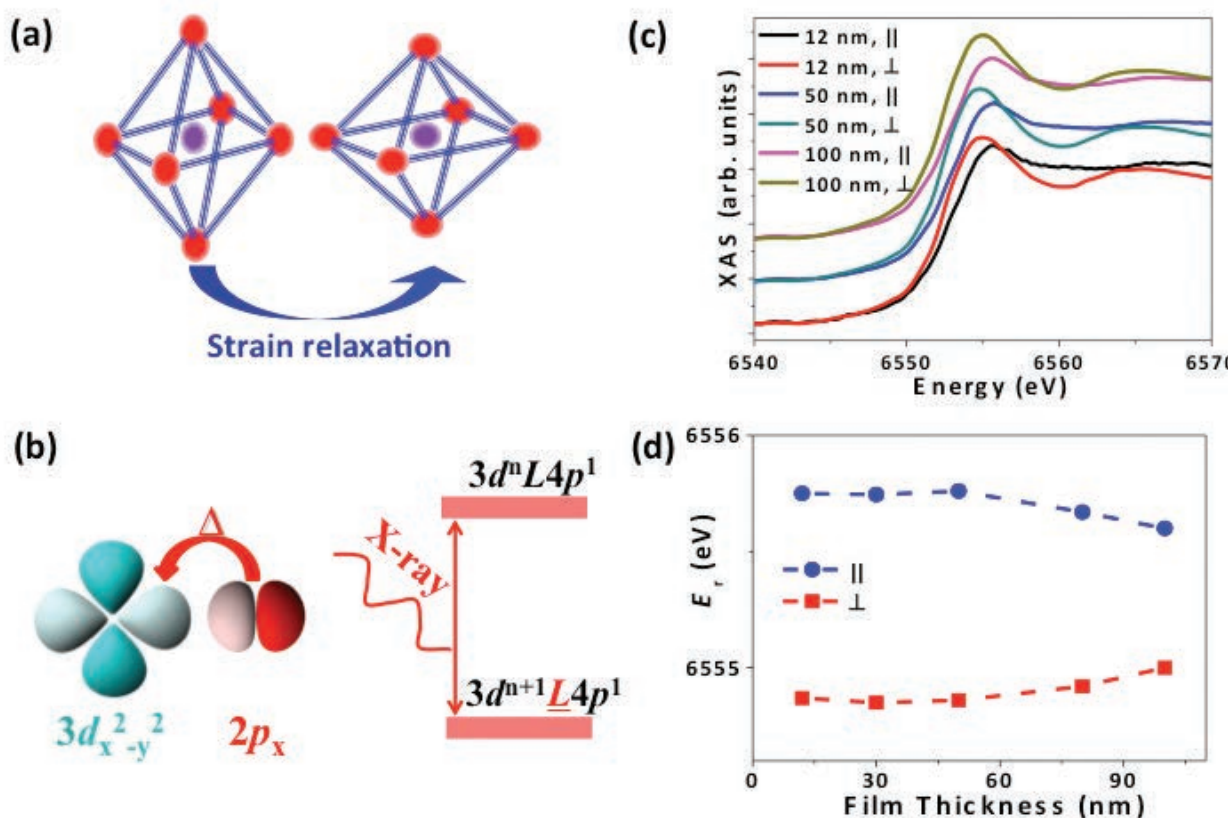 (a)
Strain relaxation
(b)
Δ
X-ray
3dⁿL4p¹
3dⁿ⁺¹L4p¹
3dₓ²₋ᵧ²
2pₓ
(c)
12 nm, ||
12 nm, ⊥
50 nm, ||
50 nm, ⊥
100 nm, ||
100 nm, ⊥
XAS (arb. units)
6540 6550 6560 6570
Energy (eV)
(d)
6556
6555
Eᵣ (eV)
||
⊥
0 30 60 90
Film Thickness (nm)